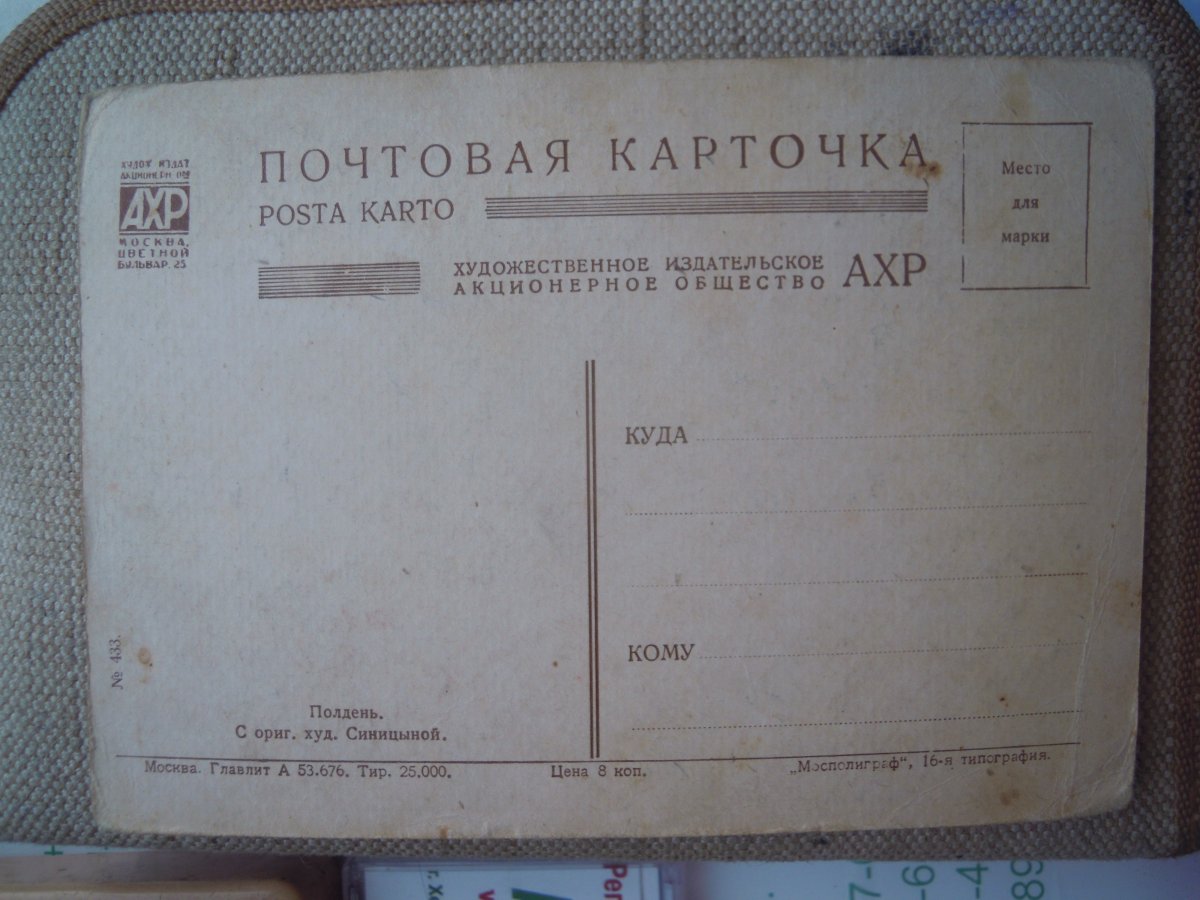 ПОЧТОВАЯ КАРТОЧКА
POSTA KARTO
ХУДОЖЕСТВЕННОЕ ИЗДАТЕЛЬСКОЕ
АКЦИОНЕРНОЕ ОБЩЕСТВО АХР
ХУДОЖ ИЗДАТ
АКЦИОНЕРН О-ВО
АХР
МОСКВА,
ЦВЕТНОЙ
БУЛЬВАР, 25
Место
для
марки
КУДА
КОМУ
№ 433.
Полдень.
С ориг. худ. Синицыной.
Москва. Главлит А 53.676. Тир. 25.000.
Цена 8 коп.
„Мосполиграф“, 16-я типография.